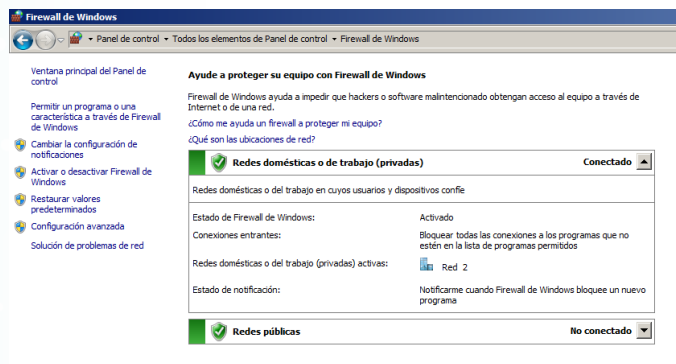 Firewall de Windows
Panel de control
Todos los elementos de Panel de control
Firewall de Windows
Ventana principal del Panel de
control
Permitir un programa o una
característica a través de Firewall
de Windows
Cambiar la configuración de
notificaciones
Activar o desactivar Firewall de
Windows
Restaurar valores
predeterminados
Configuración avanzada
Solución de problemas de red
Ayude a proteger su equipo con Firewall de Windows
Firewall de Windows ayuda a impedir que hackers o software malintencionado obtengan acceso al equipo a través de
Internet o de una red.
¿Cómo me ayuda un firewall a proteger mi equipo?
¿Qué son las ubicaciones de red?
Redes domésticas o de trabajo (privadas) Conectado
Redes domésticas o del trabajo en cuyos usuarios y dispositivos confíe
Estado de Firewall de Windows: Activado
Conexiones entrantes: Bloquear todas las conexiones a los programas que no
estén en la lista de programas permitidos
Redes domésticas o del trabajo (privadas) activas: Red 2
Estado de notificación: Notificarme cuando Firewall de Windows bloquee un nuevo
programa
Redes públicas No conectado